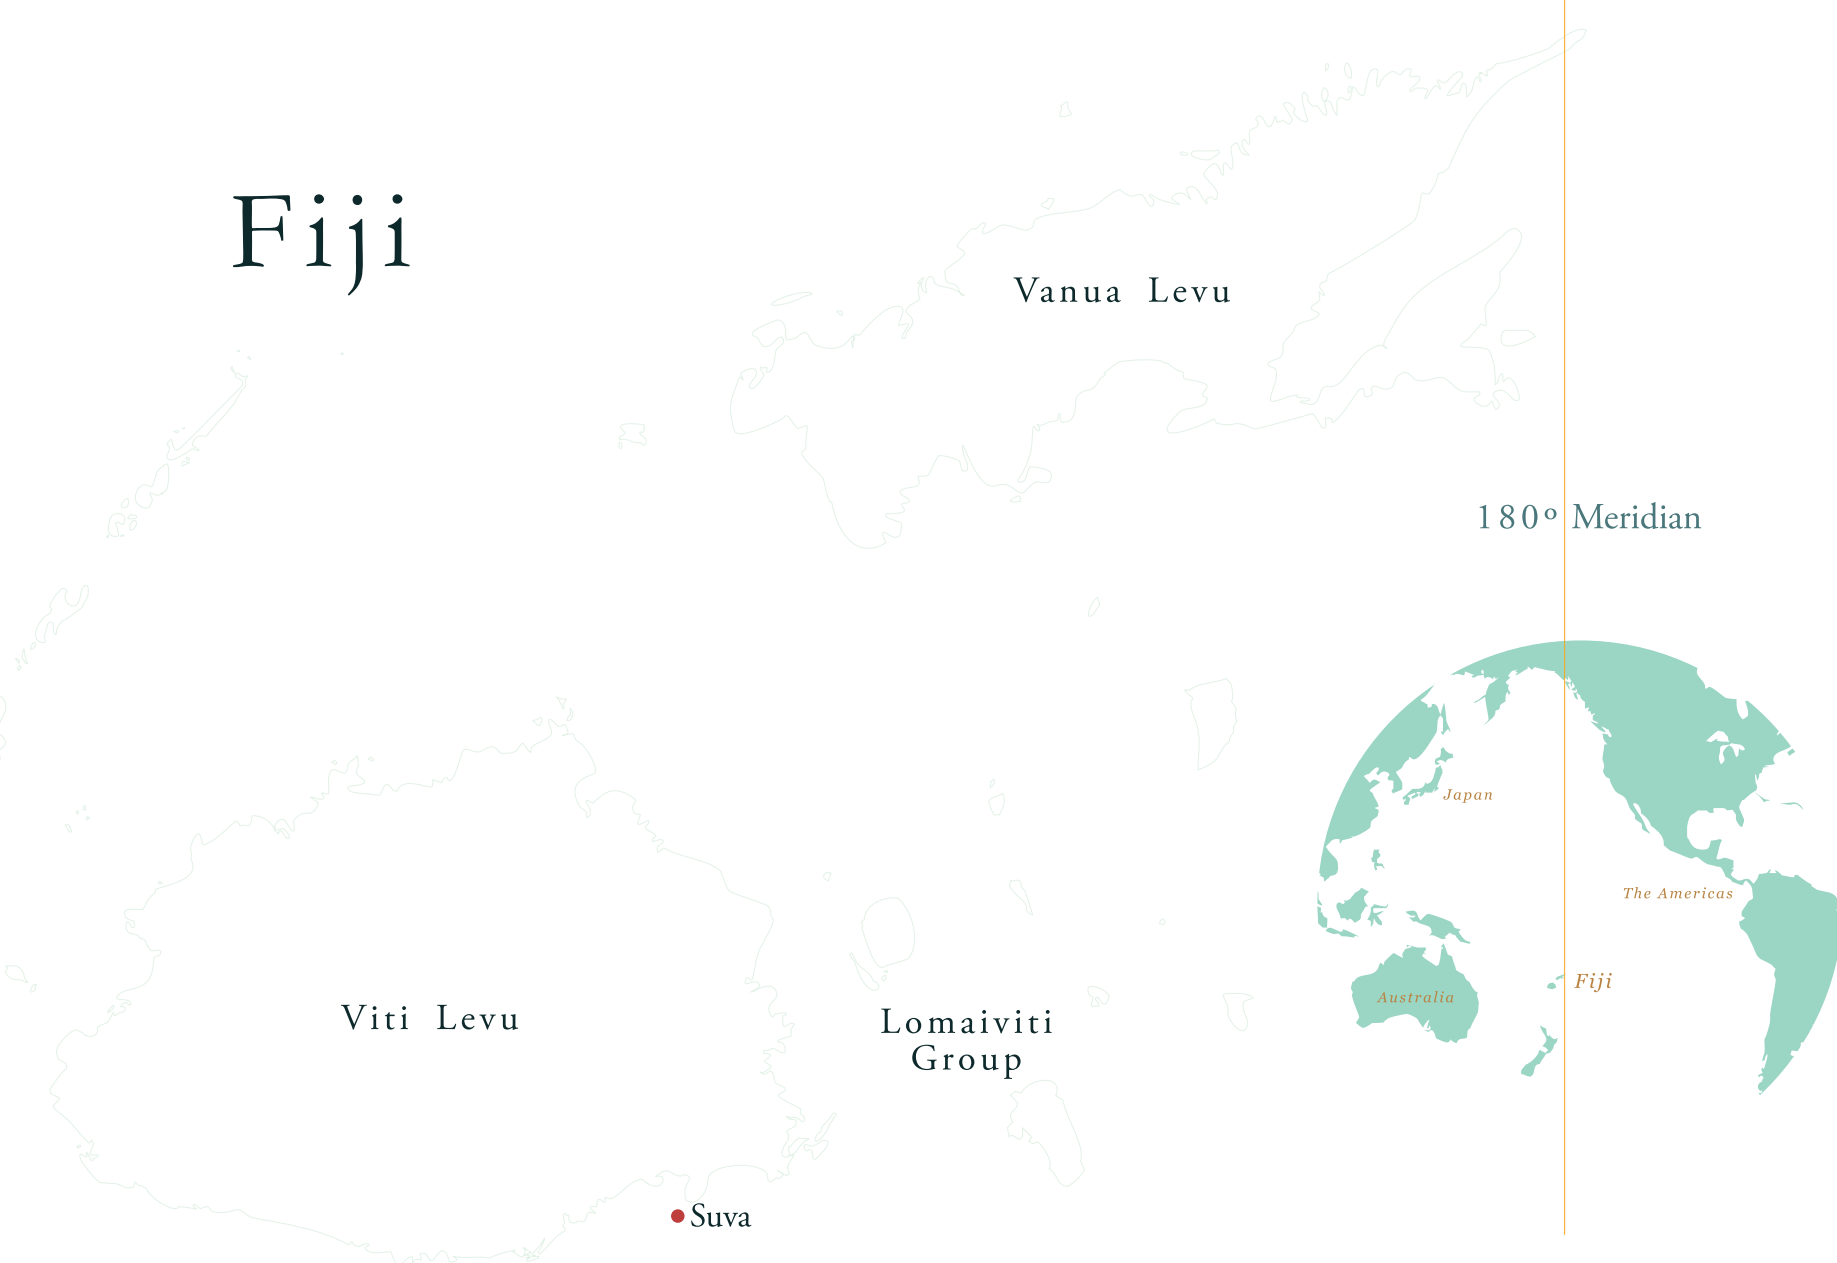 Fiji
Vanua Levu
180º Meridian
Japan
The Americas
Fiji
Australia
Viti Levu
Lomaiviti
Group
Suva